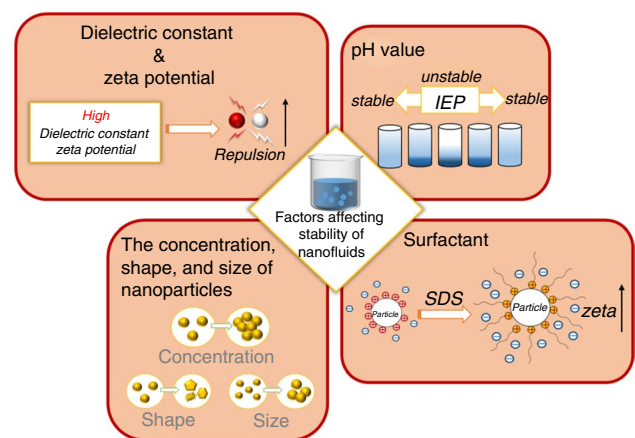 Dielectric constant
&
zeta potential
High
Dielectric constant
zeta potential
Repulsion
pH value
unstable
stable
IEP
stable
Factors affecting
stability of
nanofluids
The concentration,
shape, and size of
nanoparticles
Concentration
Shape
Size
Surfactant
Particle
SDS
Particle
zeta